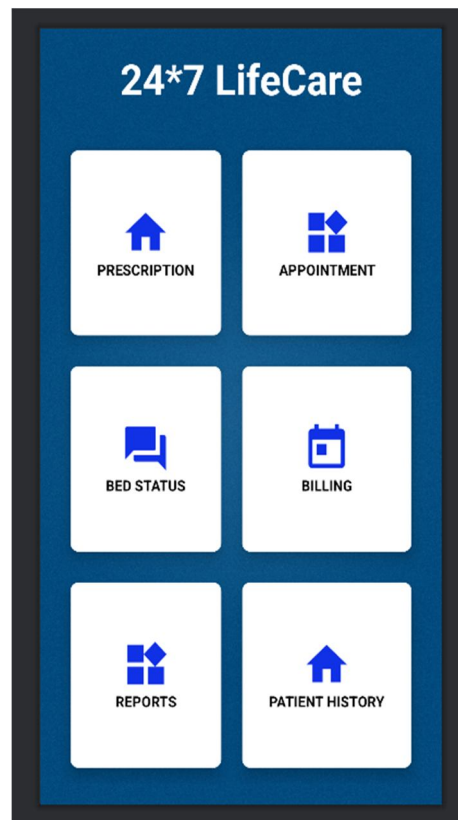 24*7 LifeCare
PRESCRIPTION
APPOINTMENT
BED STATUS
BILLING
REPORTS
PATIENT HISTORY